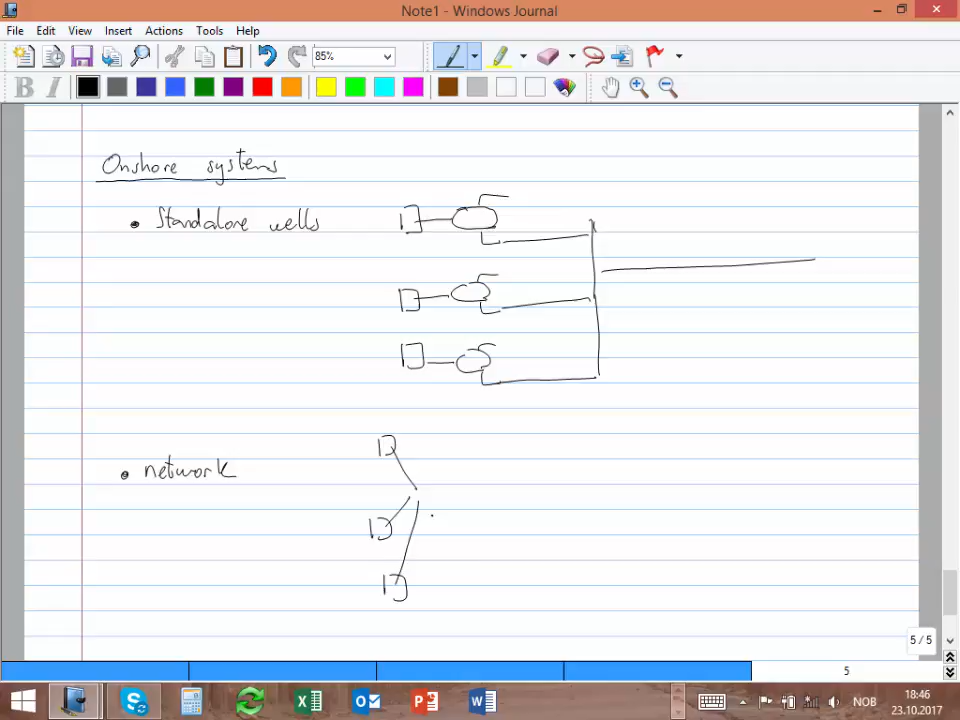 Note1 - Windows Journal
File Edit View Insert Actions Tools Help
85%
B I
Onshore systems
• Standalone wells
• network
5 / 5
5
NOB
18:46
23.10.2017